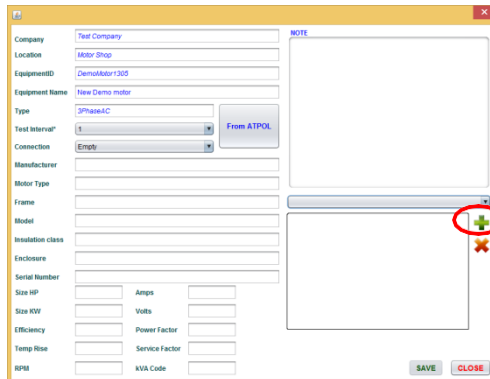 Company Test Company
Location Motor Shop
EquipmentID DemoMotor1305
Equipment Name New Demo motor
Type 3PhaseAC
Test Interval* 1
Connection Empty
From ATPOL
Manufacturer
Motor Type
Frame
Model
Insulation class
Enclosure
Serial Number
Size HP Amps
Size KW Volts
Efficiency Power Factor
Temp Rise Service Factor
RPM kVA Code
NOTE
SAVE CLOSE